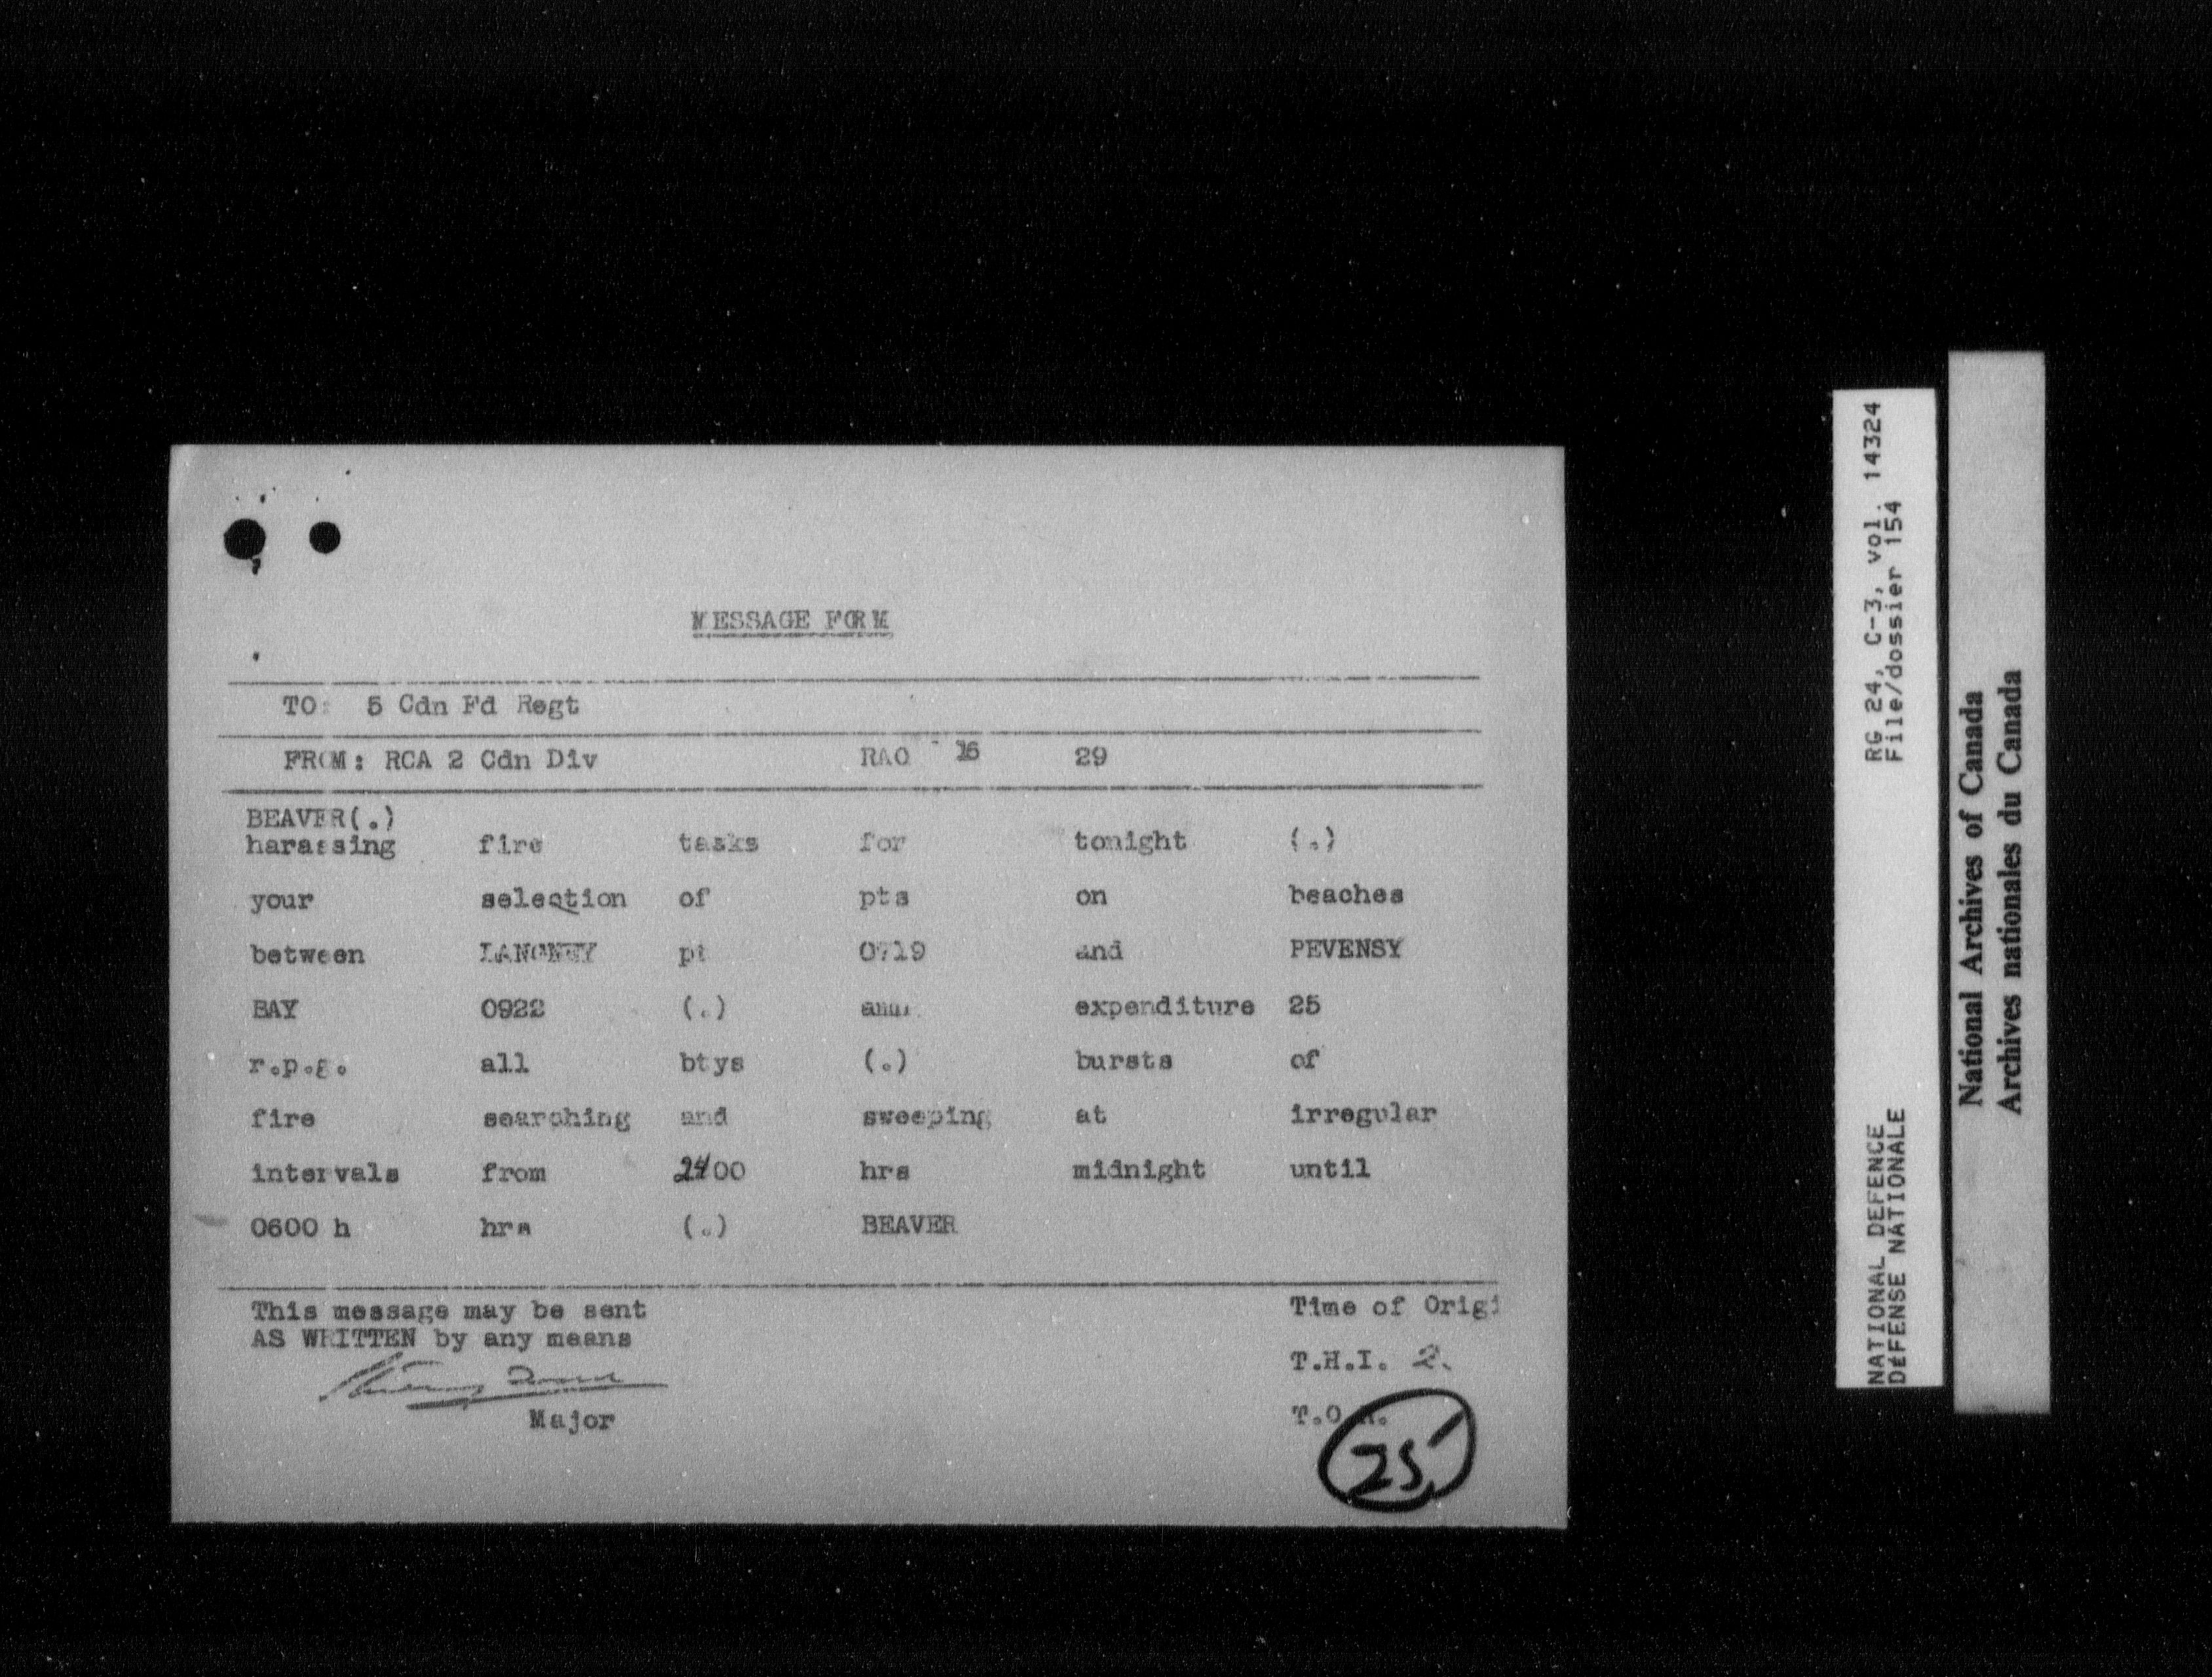 MESSAGE FORM
TO: 5 Cdn Fd Regt
FROM: RCA 2 Cdn Div RAO 16 29
BEAVER(.)
harassing fire tasks for tonight (.)
your selection of pts on beaches
between LANGNEY pt 0719 and PEVENSY
BAY 0922 (.) amn expenditure 25
r.p.g. all btys (.) bursts of
fire searching and sweeping at irregular
intervals from 2400 hrs midnight until
0600 h hrs (.) BEAVER
This message may be sent
AS WRITTEN by any means
Major
Time of Origi
T.H.I. 2.
T.O.R.
25
RG 24, C-3, vol. 14324
File/dossier 154
NATIONAL DEFENCE
DÉFENSE NATIONALE
National Archives of Canada
Archives nationales du Canada